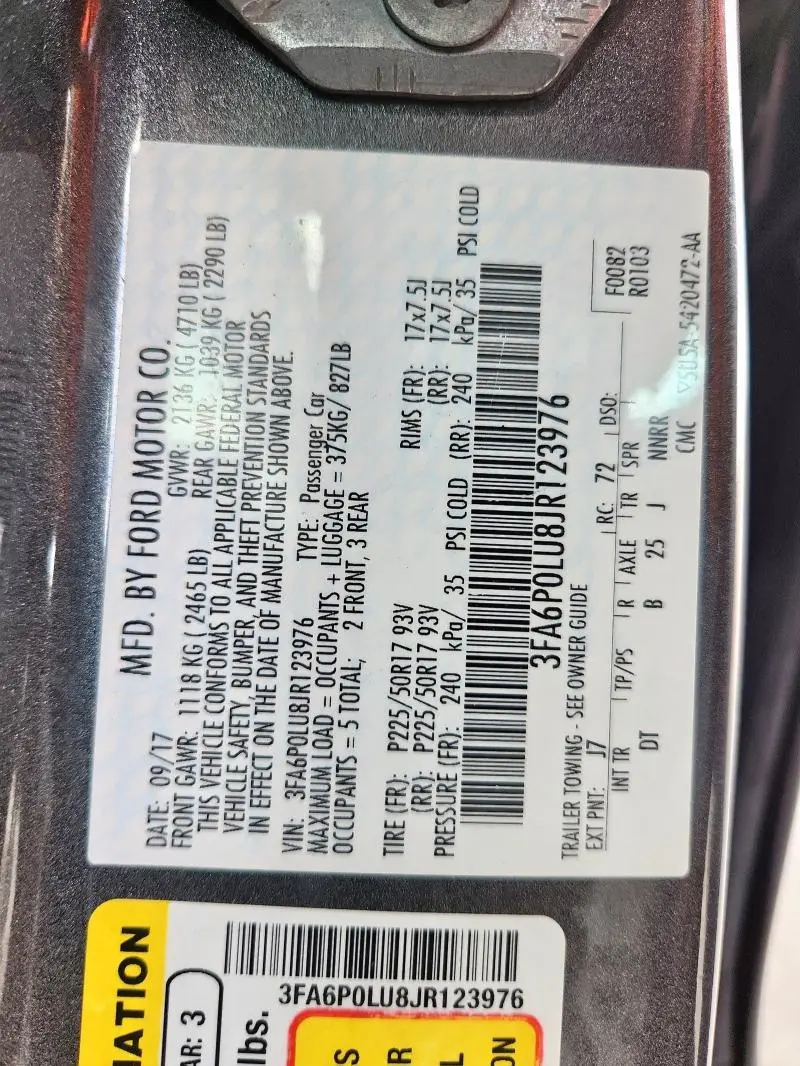 MFD. BY FORD MOTOR CO.
DATE: 09/17 GVWR: 2136 KG ( 4710 LB)
FRONT GAWR: 1118 KG ( 2465 LB) REAR GAWR: 1039 KG ( 2290 LB)
THIS VEHICLE CONFORMS TO ALL APPLICABLE FEDERAL MOTOR
VEHICLE SAFETY, BUMPER, AND THEFT PREVENTION STANDARDS
IN EFFECT ON THE DATE OF MANUFACTURE SHOWN ABOVE.
VIN: 3FA6P0LU8JR123976 TYPE: Passenger Car
MAXIMUM LOAD = OCCUPANTS + LUGGAGE = 375KG/ 827LB
OCCUPANTS = 5 TOTAL; 2 FRONT, 3 REAR
TIRE (FR): P225/50R17 93V RIMS (FR): 17x7.5J
(RR): P225/50R17 93V (RR): 17x7.5J
PRESSURE (FR): 240 kPa/ 35 PSI COLD (RR): 240 kPa/ 35 PSI COLD
3FA6P0LU8JR123976
TRAILER TOWING - SEE OWNER GUIDE
EXT PNT: J7 RC: 72 DSO: F0082
R0103
INT TR TP/PS R AXLE TR SPR
DT B 25 J NNRR
CMC 5420472-AA
3FA6P0LU8JR123976
AR: 3
lbs.